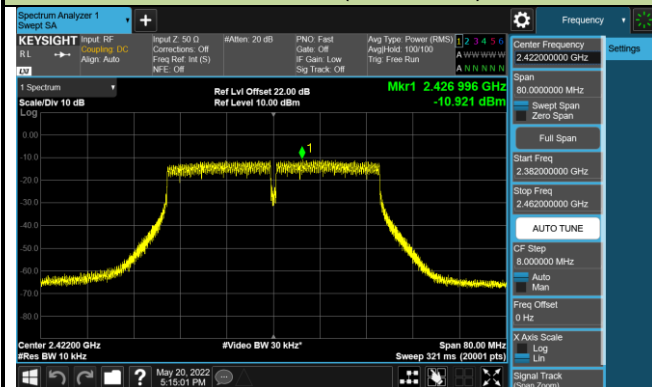 Spectrum Analyzer 1
Swept SA
Frequency
KEYSIGHT
Input: RF
Coupling: DC
Align: Auto
Input Z: 50 Ω
Corrections: Off
Freq Ref: Int (S)
NFE: Off
#Atten: 20 dB
PNO: Fast
Gate: Off
IF Gain: Low
Sig Track: Off
Avg Type: Power (RMS)
Avg|Hold: 100/100
Trig: Free Run
1 2 3 4 5 6
A W W W W W
A N N N N N
RL
LXI
Center Frequency
2.422000000 GHz
Settings
Span
80.0000000 MHz
Swept Span
Zero Span
Full Span
Start Freq
2.382000000 GHz
Stop Freq
2.462000000 GHz
AUTO TUNE
CF Step
8.000000 MHz
Auto
Man
Freq Offset
0 Hz
X Axis Scale
Log
Lin
Signal Track
(Span Zoom)
1 Spectrum
Scale/Div 10 dB
Log
Ref Lvl Offset 22.00 dB
Ref Level 10.00 dBm
Mkr1 2.426 996 GHz
-10.921 dBm
1
0.00
-10.0
-20.0
-30.0
-40.0
-50.0
-60.0
-70.0
-80.0
Center 2.42200 GHz
#Res BW 10 kHz
#Video BW 30 kHz*
Span 80.00 MHz
Sweep 321 ms (20001 pts)
?
May 20, 2022
5:15:01 PM